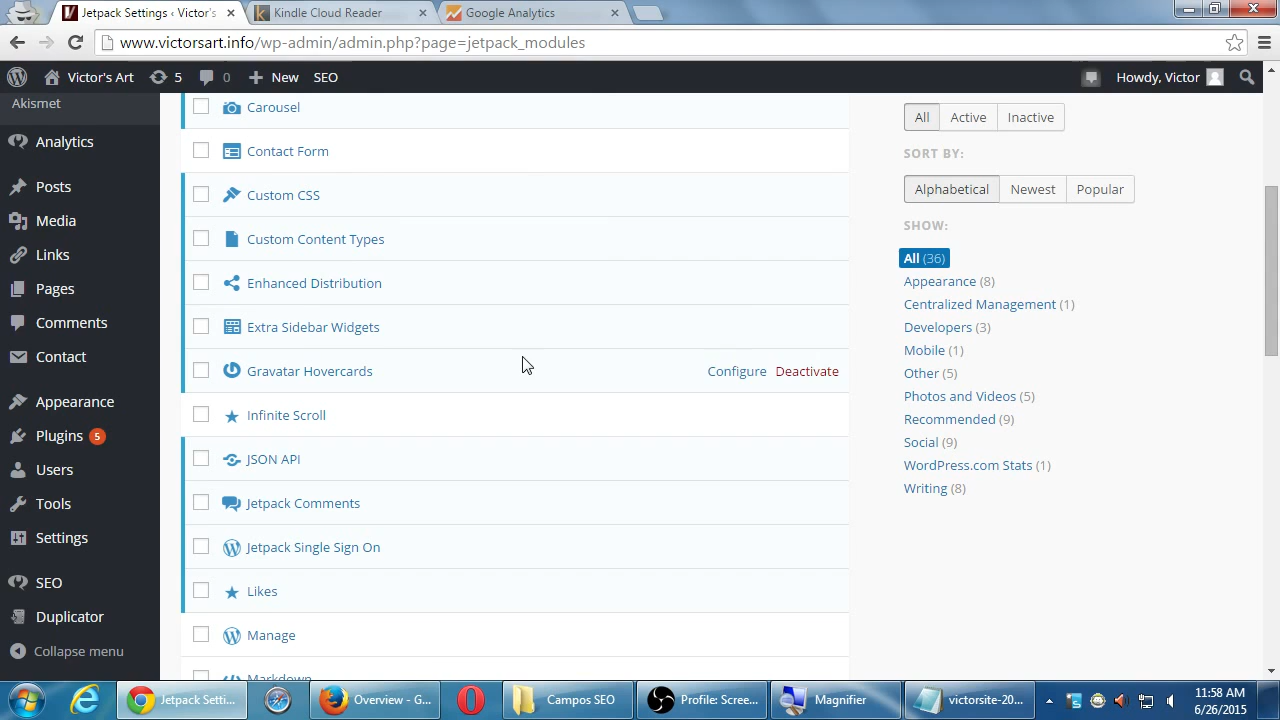 Jetpack Settings ‹ Victor's
Kindle Cloud Reader
Google Analytics
www.victorsart.info/wp-admin/admin.php?page=jetpack_modules
Victor's Art
5
0
New
SEO
Howdy, Victor
Akismet
Analytics
Posts
Media
Links
Pages
Comments
Contact
Appearance
Plugins 5
Users
Tools
Settings
SEO
Duplicator
Collapse menu
Carousel
Contact Form
Custom CSS
Custom Content Types
Enhanced Distribution
Extra Sidebar Widgets
Gravatar Hovercards
Configure Deactivate
Infinite Scroll
JSON API
Jetpack Comments
Jetpack Single Sign On
Likes
Manage
Markdown
All Active Inactive
SORT BY:
Alphabetical Newest Popular
SHOW:
All (36)
Appearance (8)
Centralized Management (1)
Developers (3)
Mobile (1)
Other (5)
Photos and Videos (5)
Recommended (9)
Social (9)
WordPress.com Stats (1)
Writing (8)
Jetpack Setti...
Overview – G...
Campos SEO
Profile: Scree...
Magnifier
victorsite-20...
11:58 AM
6/26/2015